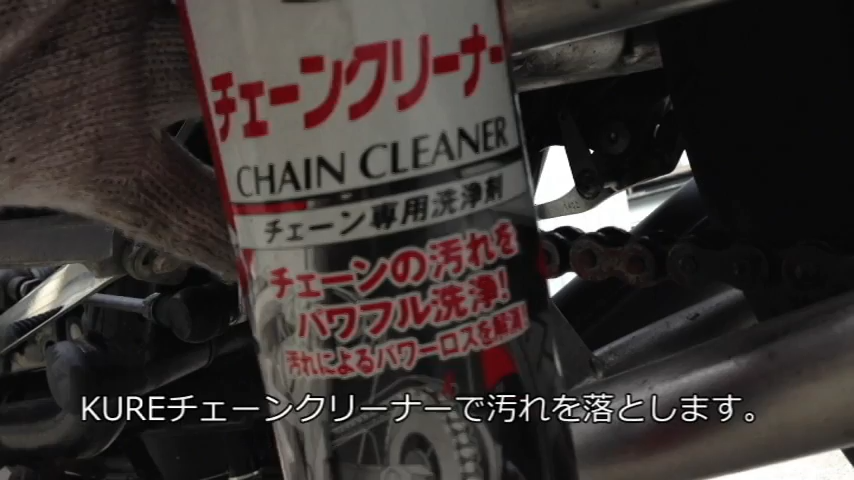 チェーンクリーナー
CHAIN CLEANER
チェーン専用洗浄剤
チェーンの汚れを
パワフル洗浄!
汚れによるパワーロスを解消!
KUREチェーンクリーナーで汚れを落とします。